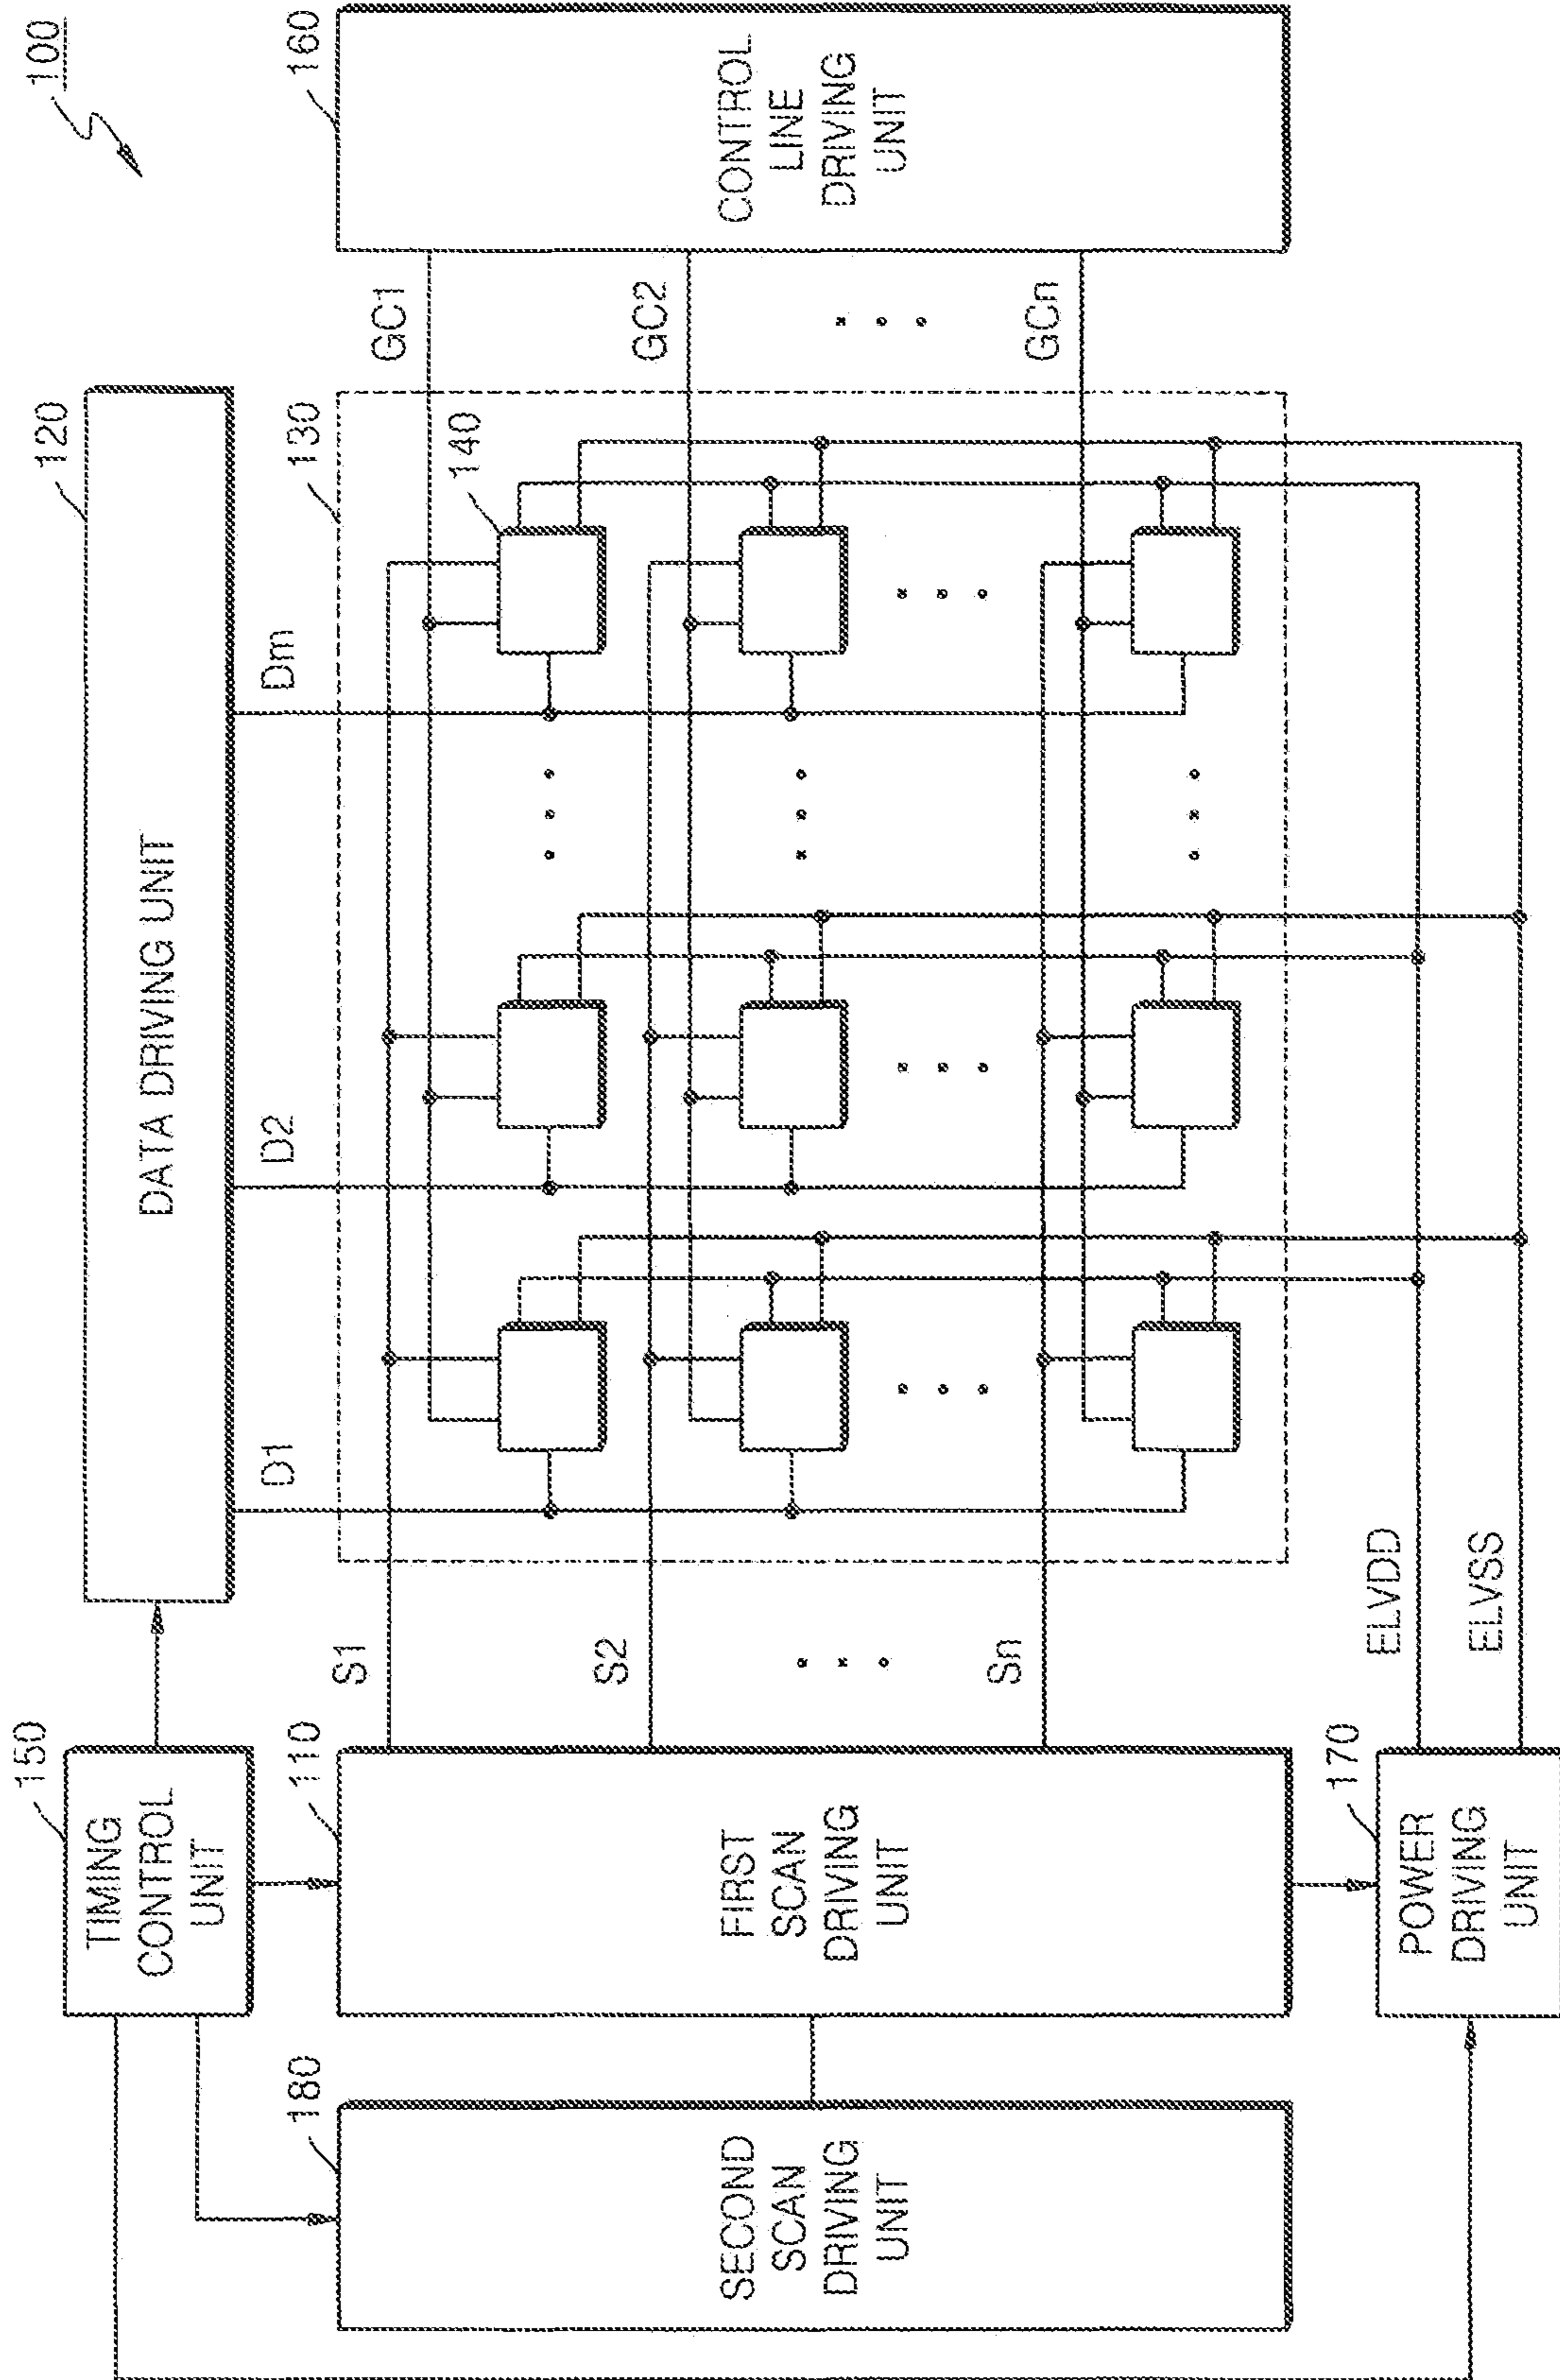 100
150
TIMING
CONTROL
UNIT
120
DATA DRIVING UNIT
D1
D2
Dm
180
SECOND
SCAN
DRIVING
UNIT
110
FIRST
SCAN
DRIVING
UNIT
S1
S2
Sn
130
140
GC1
GC2
GCn
160
CONTROL
LINE
DRIVING
UNIT
170
POWER
DRIVING
UNIT
ELVDD
ELVSS